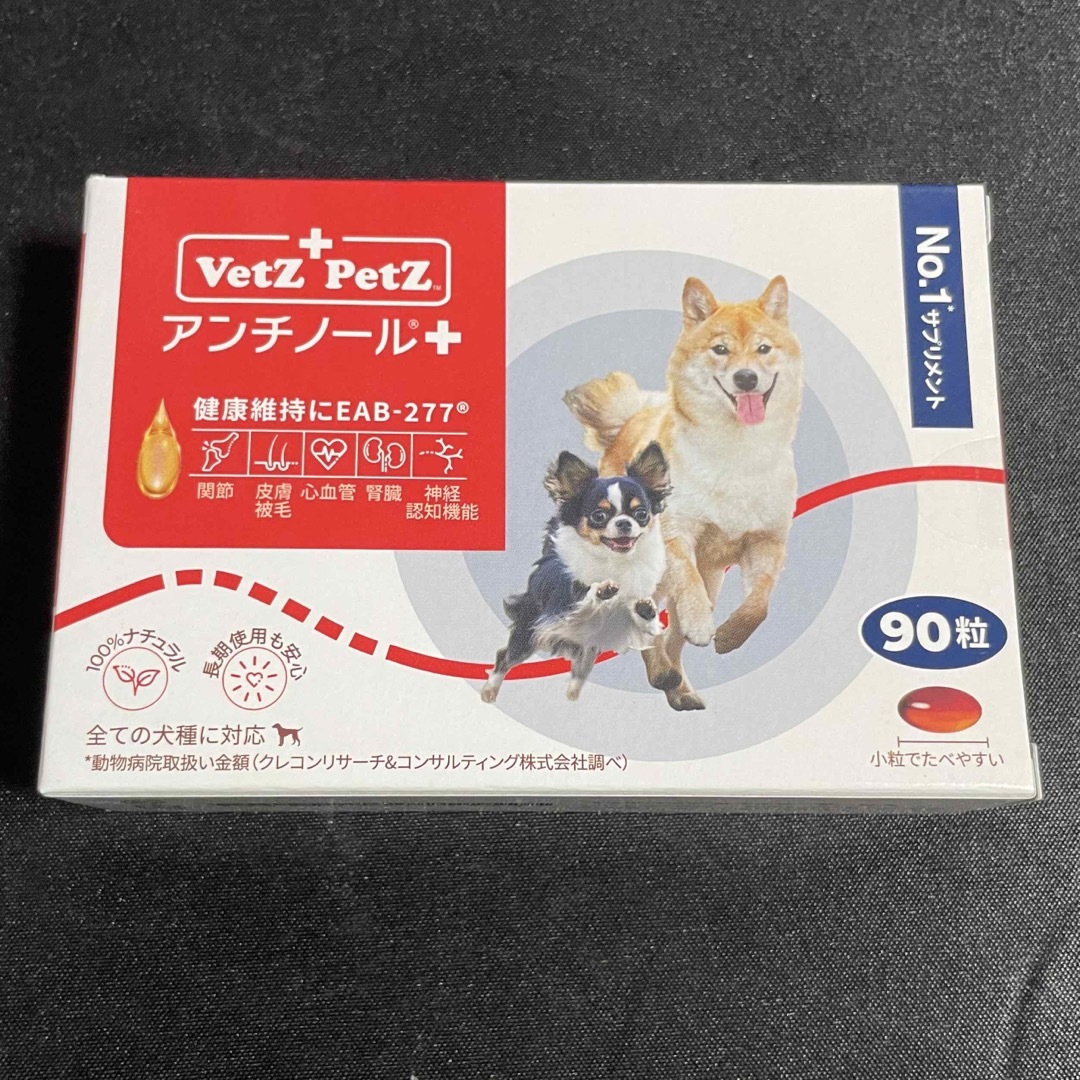 VetZ PetZ™
アンチノール®+
健康維持にEAB-277®
関節
皮膚
被毛
心血管
腎臓
神経
認知機能
No.1*サプリメント
100%ナチュラル
長期使用も安心
90粒
小粒でたべやすい
全ての犬種に対応
*動物病院取扱い金額(クレコンリサーチ&コンサルティング株式会社調べ)